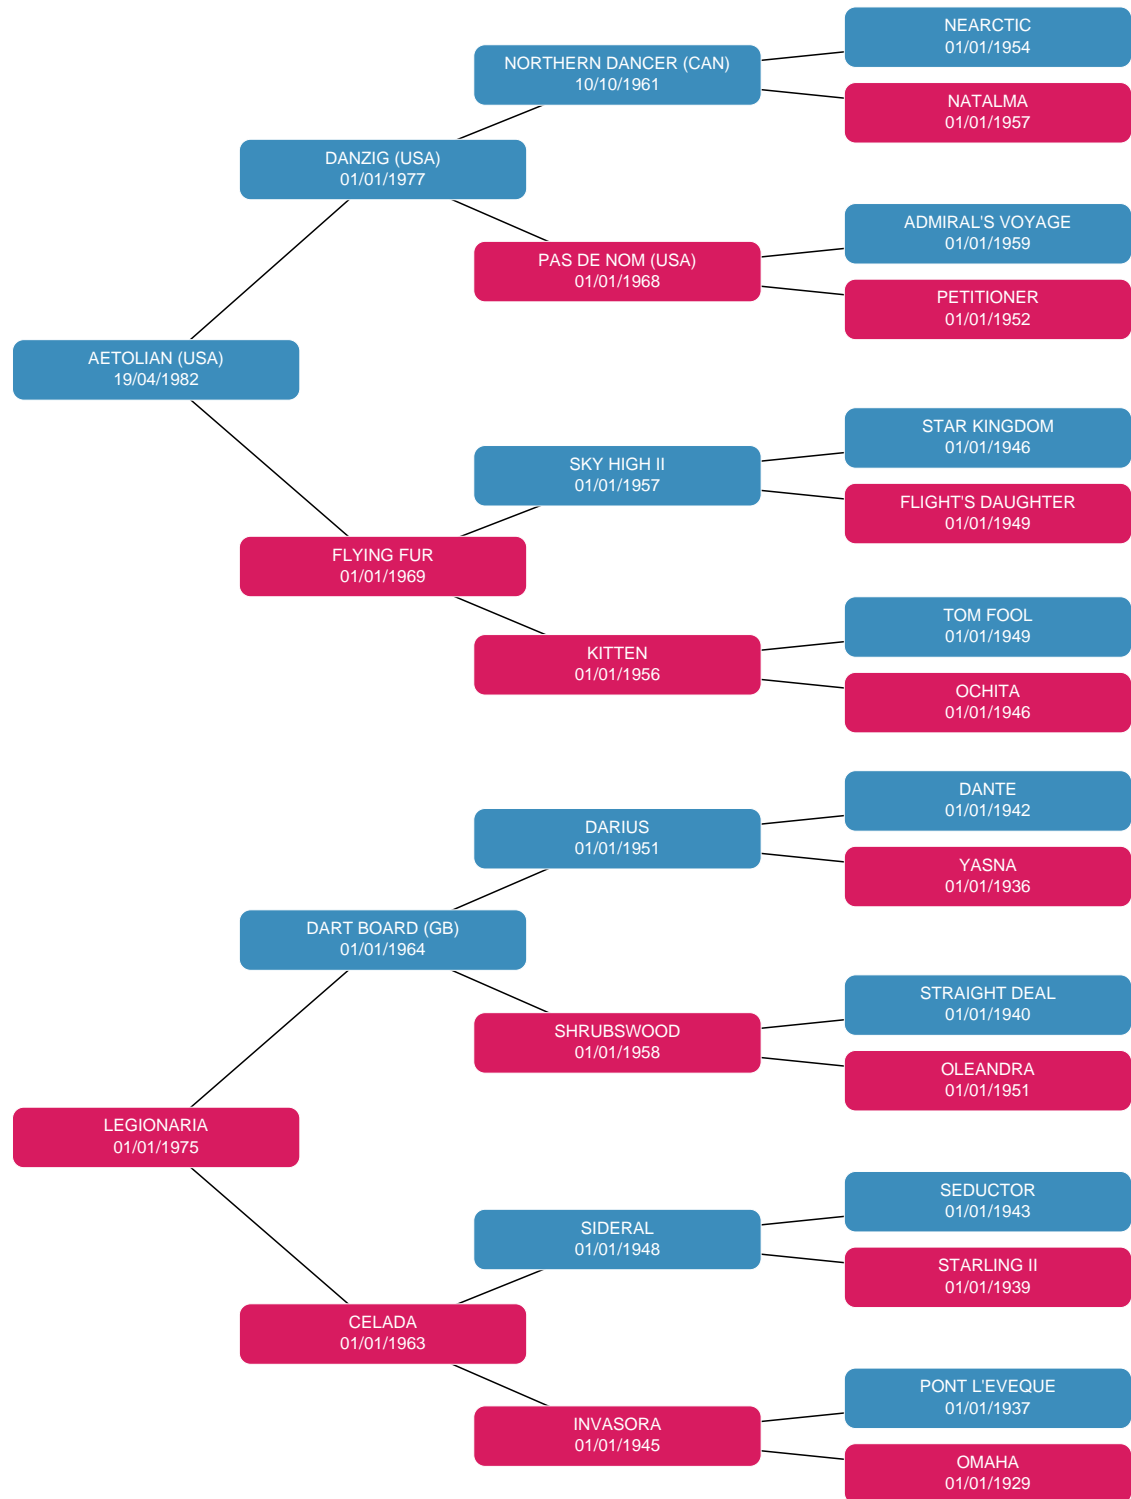 NEARCTIC
01/01/1954
NORTHERN DANCER (CAN)
10/10/1961
NATALMA
01/01/1957
DANZIG (USA)
01/01/1977
ADMIRAL'S VOYAGE
01/01/1959
PAS DE NOM (USA)
01/01/1968
PETITIONER
01/01/1952
AETOLIAN (USA)
19/04/1982
STAR KINGDOM
01/01/1946
SKY HIGH II
01/01/1957
FLIGHT'S DAUGHTER
01/01/1949
FLYING FUR
01/01/1969
TOM FOOL
01/01/1949
KITTEN
01/01/1956
OCHITA
01/01/1946
DANTE
01/01/1942
DARIUS
01/01/1951
YASNA
01/01/1936
DART BOARD (GB)
01/01/1964
STRAIGHT DEAL
01/01/1940
SHRUBSWOOD
01/01/1958
OLEANDRA
01/01/1951
LEGIONARIA
01/01/1975
SEDUCTOR
01/01/1943
SIDERAL
01/01/1948
STARLING II
01/01/1939
CELADA
01/01/1963
PONT L'EVEQUE
01/01/1937
INVASORA
01/01/1945
OMAHA
01/01/1929